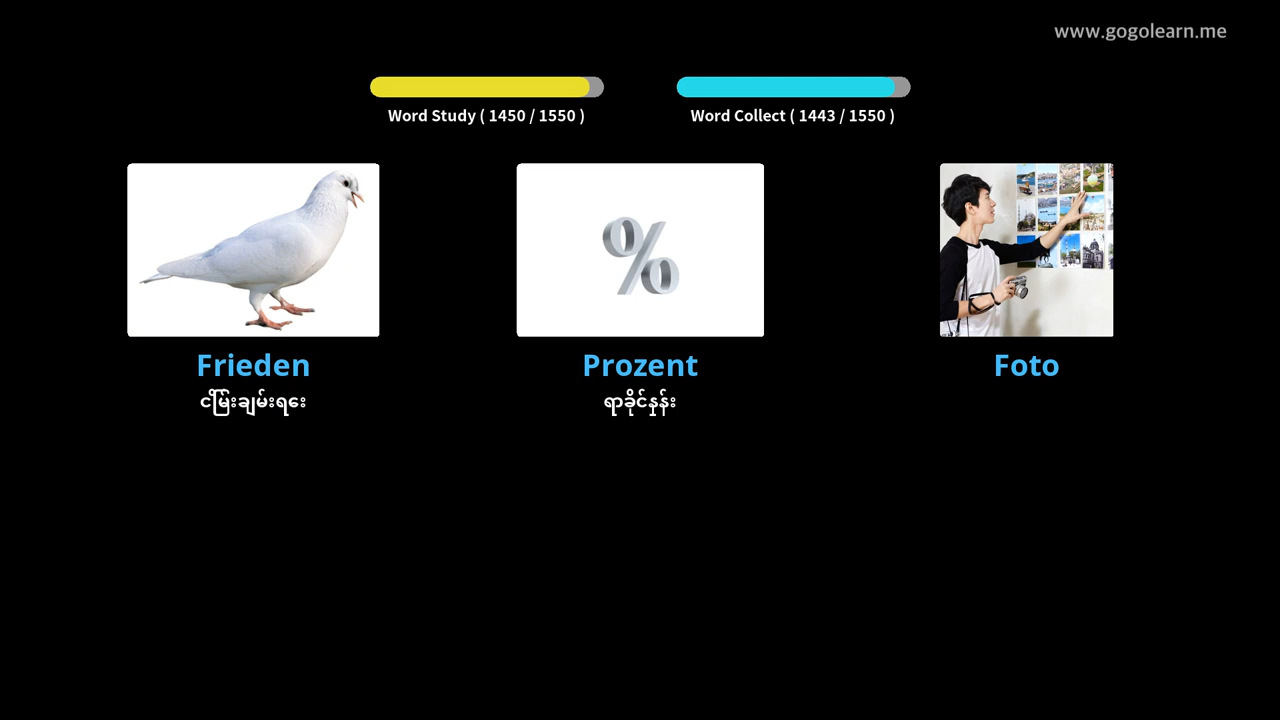 www.gogolearn.me
Word Study ( 1450 / 1550 )
Word Collect ( 1443 / 1550 )
Frieden
ငြိမ်းချမ်းရေး
Prozent
ရာခိုင်နှုန်း
Foto